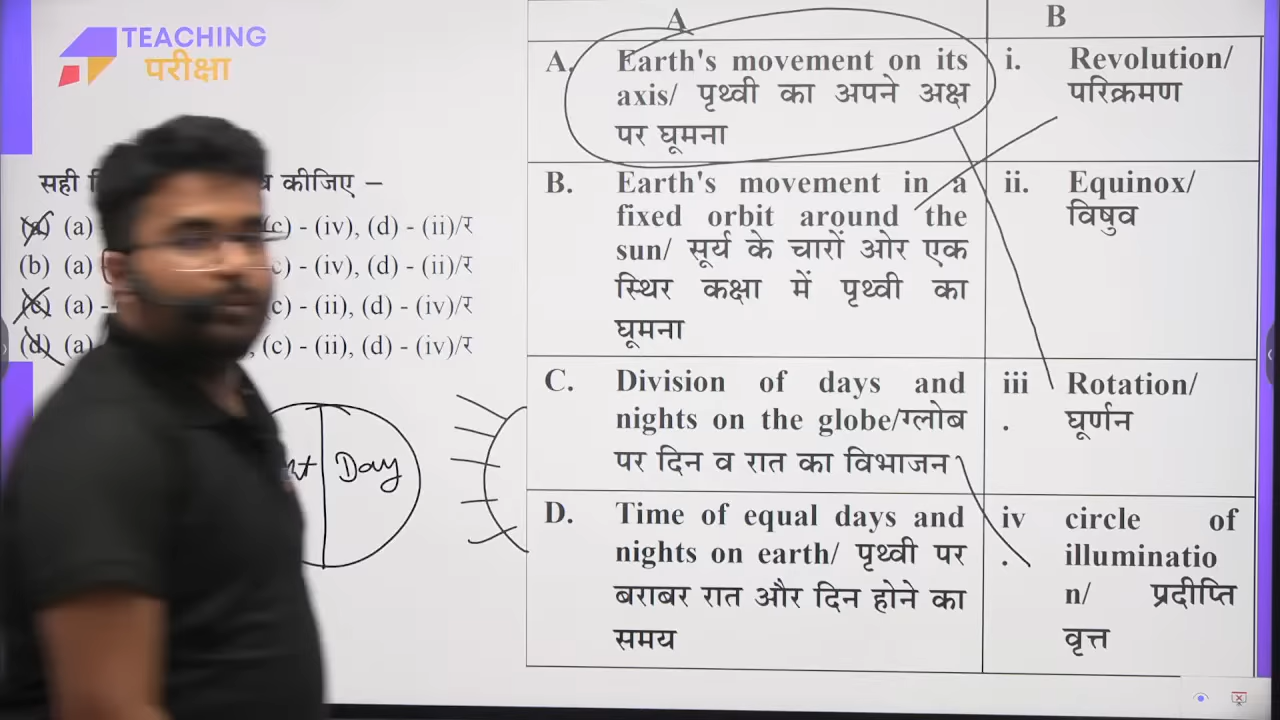 TEACHING
परीक्षा
A
B
A. Earth's movement on its
axis/ पृथ्वी का अपने अक्ष
पर घूमना
i. Revolution/
परिक्रमण
B. Earth's movement in a
fixed orbit around the
sun/ सूर्य के चारों ओर एक
स्थिर कक्षा में पृथ्वी का
घूमना
ii. Equinox/
विषुव
C. Division of days and
nights on the globe/ग्लोब
पर दिन व रात का विभाजन
iii
. Rotation/
घूर्णन
D. Time of equal days and
nights on earth/ पृथ्वी पर
बराबर रात और दिन होने का
समय
iv
. circle of
illuminatio
n/ प्रदीप्ति
वृत्त
सही कीजिए –
(a) (a) (c) - (iv), (d) - (ii)/र
(b) (a) c) - (iv), (d) - (ii)/र
(c) (a) - c) - (ii), (d) - (iv)/र
(d) (a) , (c) - (ii), (d) - (iv)/र
Day